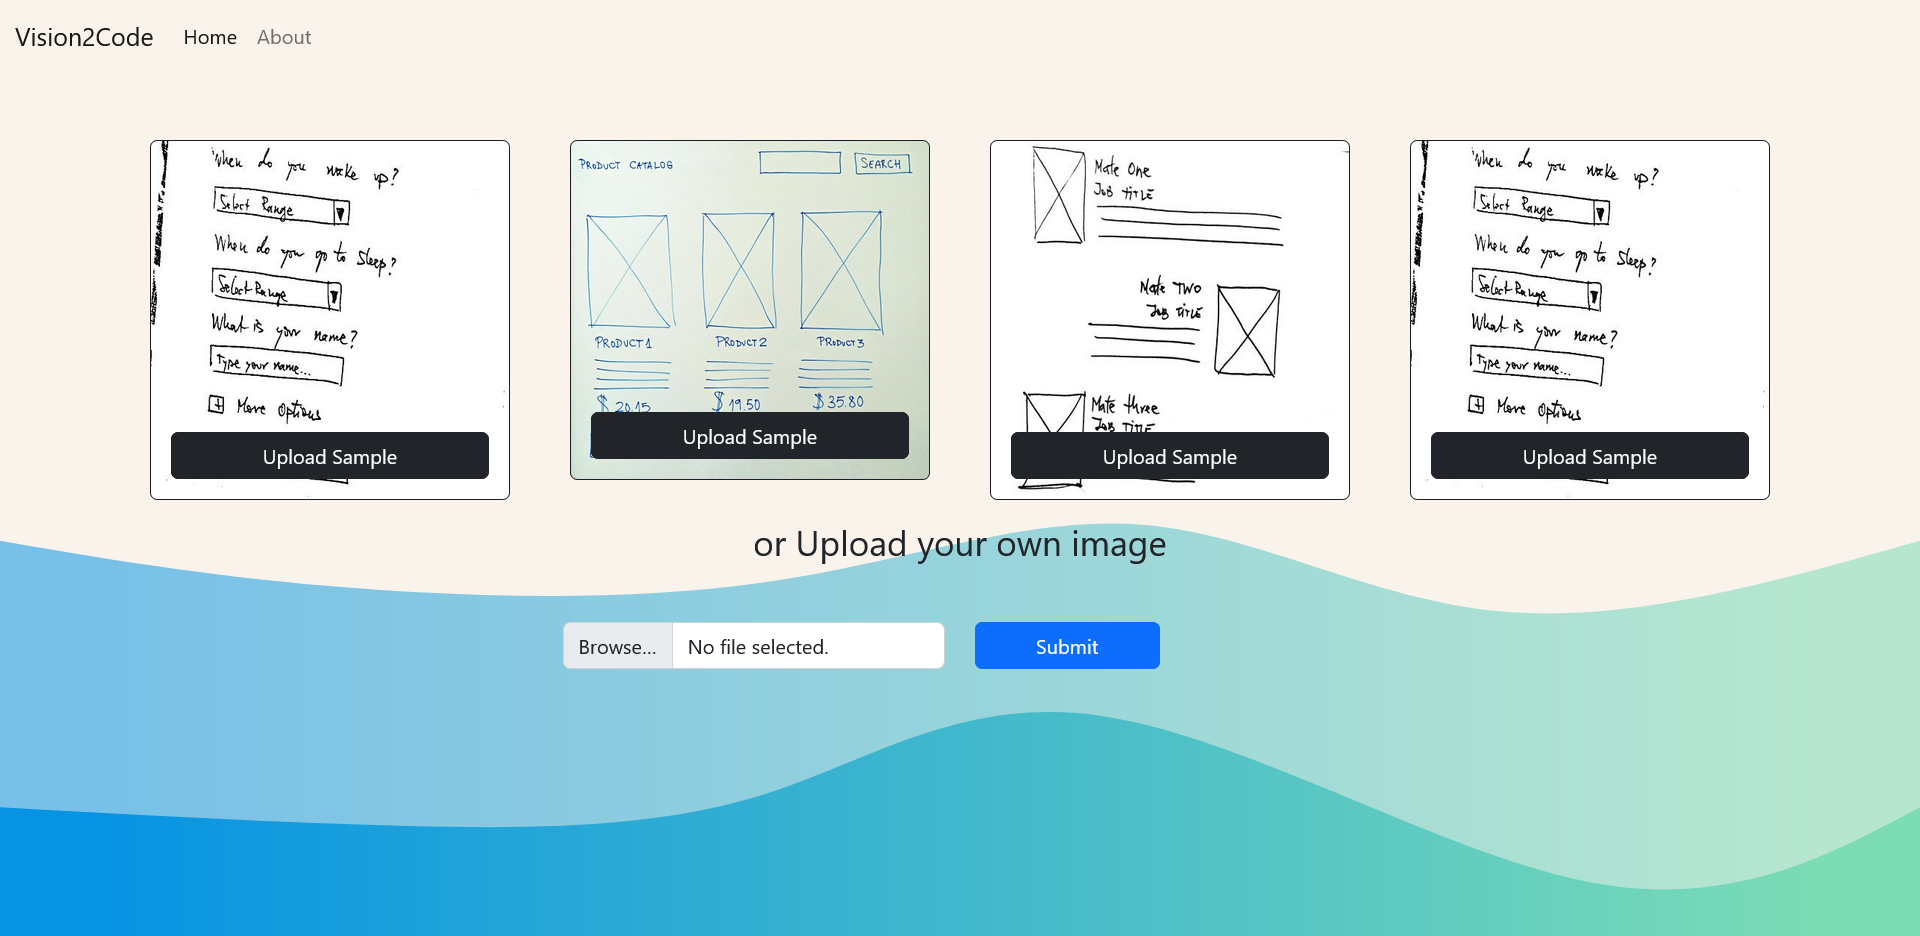 Vision2Code Home About
When do you wake up?
Select Range
When do you go to sleep?
Select Range
What is your name?
Type your name...
More Options
Upload Sample
PRODUCT CATALOG SEARCH
PRODUCT 1 PRODUCT 2 PRODUCT 3
$ 20.15 $ 19.50 $ 35.80
Upload Sample
Mate One
JOB TITLE
Mate TWO
JOB TITLE
Mate three
JOB TITLE
Upload Sample
When do you wake up?
Select Range
When do you go to sleep?
Select Range
What is your name?
Type your name...
More Options
Upload Sample
or Upload your own image
Browse... No file selected. Submit